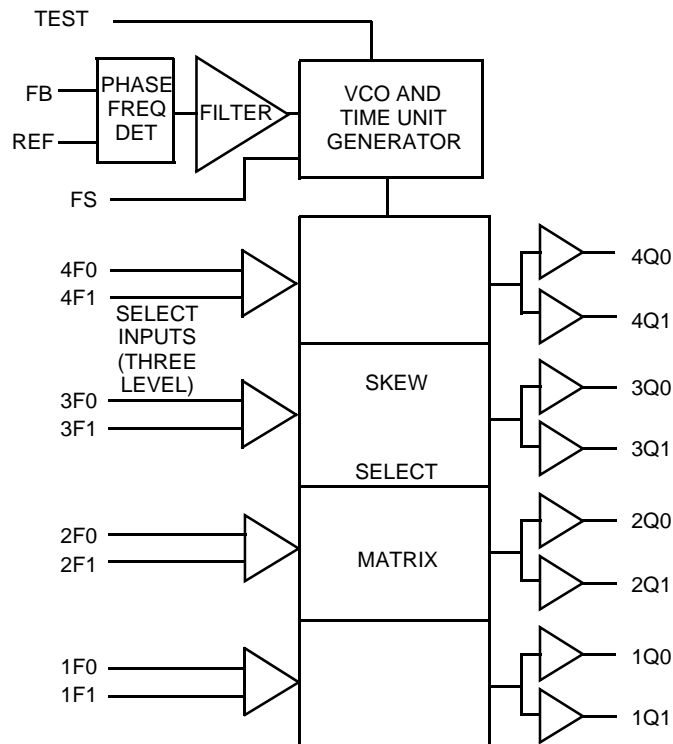 TEST
FB
REF
PHASE
FREQ
DET
FILTER
VCO AND
TIME UNIT
GENERATOR
FS
4F0
4F1
SELECT
INPUTS
(THREE
LEVEL)
3F0
3F1
2F0
2F1
1F0
1F1
SKEW
SELECT
MATRIX
4Q0
4Q1
3Q0
3Q1
2Q0
2Q1
1Q0
1Q1